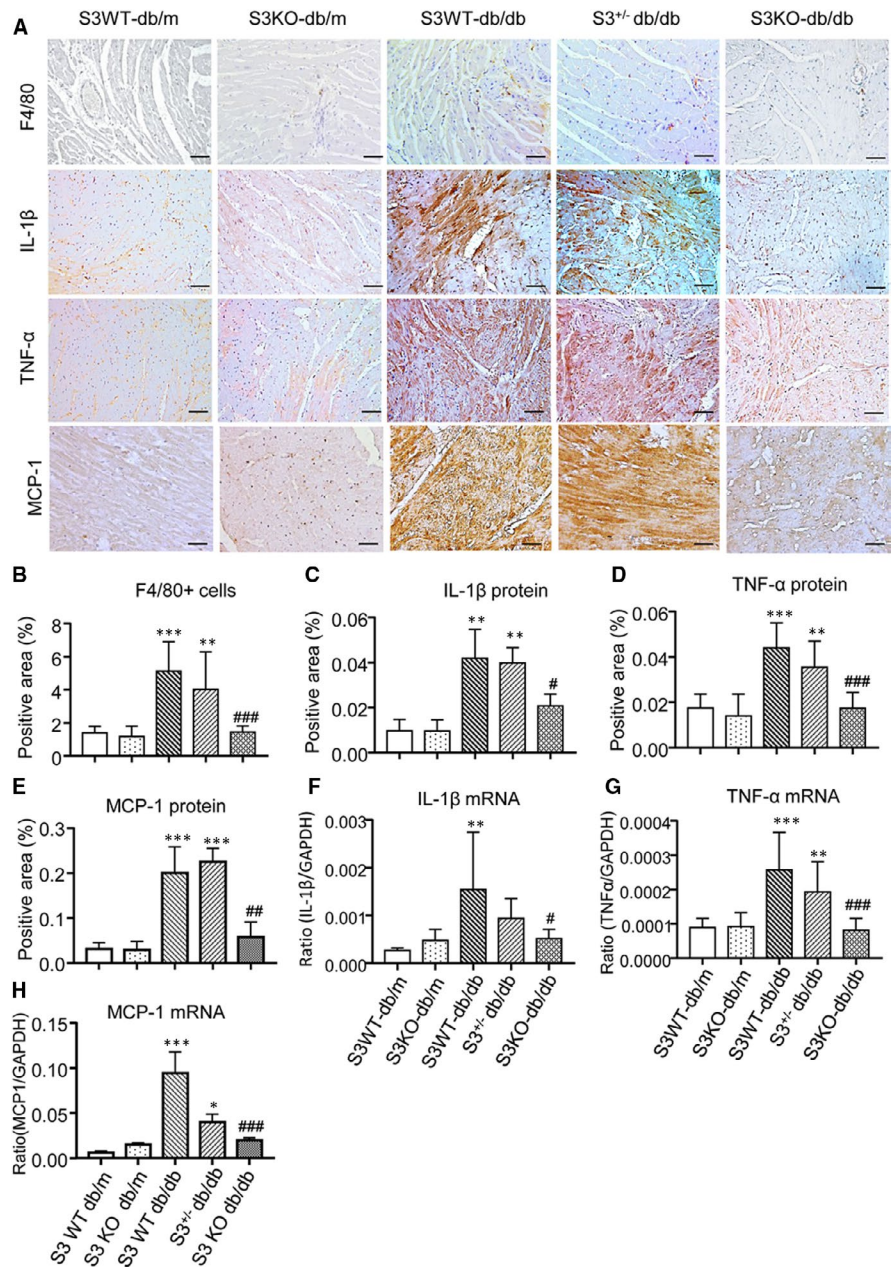 A
S3WT-db/m S3KO-db/m S3WT-db/db S3+/- db/db S3KO-db/db
F4/80
IL-1β
TNF-α
MCP-1
B
F4/80+ cells
Positive area (%)
8
6
4
2
0
***
**
###
C
IL-1β protein
Positive area (%)
0.06
0.04
0.02
0.00
**
**
#
D
TNF-α protein
Positive area (%)
0.06
0.04
0.02
0.00
***
**
###
E
MCP-1 protein
Positive area (%)
0.3
0.2
0.1
0.0
***
***
##
F
IL-1β mRNA
Ratio (IL-1β/GAPDH)
0.003
0.002
0.001
0.000
**
#
S3WT-db/m
S3KO-db/m
S3WT-db/db
S3+/- db/db
S3KO-db/db
G
TNF-α mRNA
Ratio (TNFα/GAPDH)
0.0004
0.0003
0.0002
0.0001
0.0000
***
**
###
S3WT-db/m
S3KO-db/m
S3WT-db/db
S3+/- db/db
S3KO-db/db
H
MCP-1 mRNA
Ratio(MCP1/GAPDH)
0.15
0.10
0.05
0.00
***
*
###
S3 WT db/m
S3 KO db/m
S3 WT db/db
S3+/- db/db
S3 KO db/db